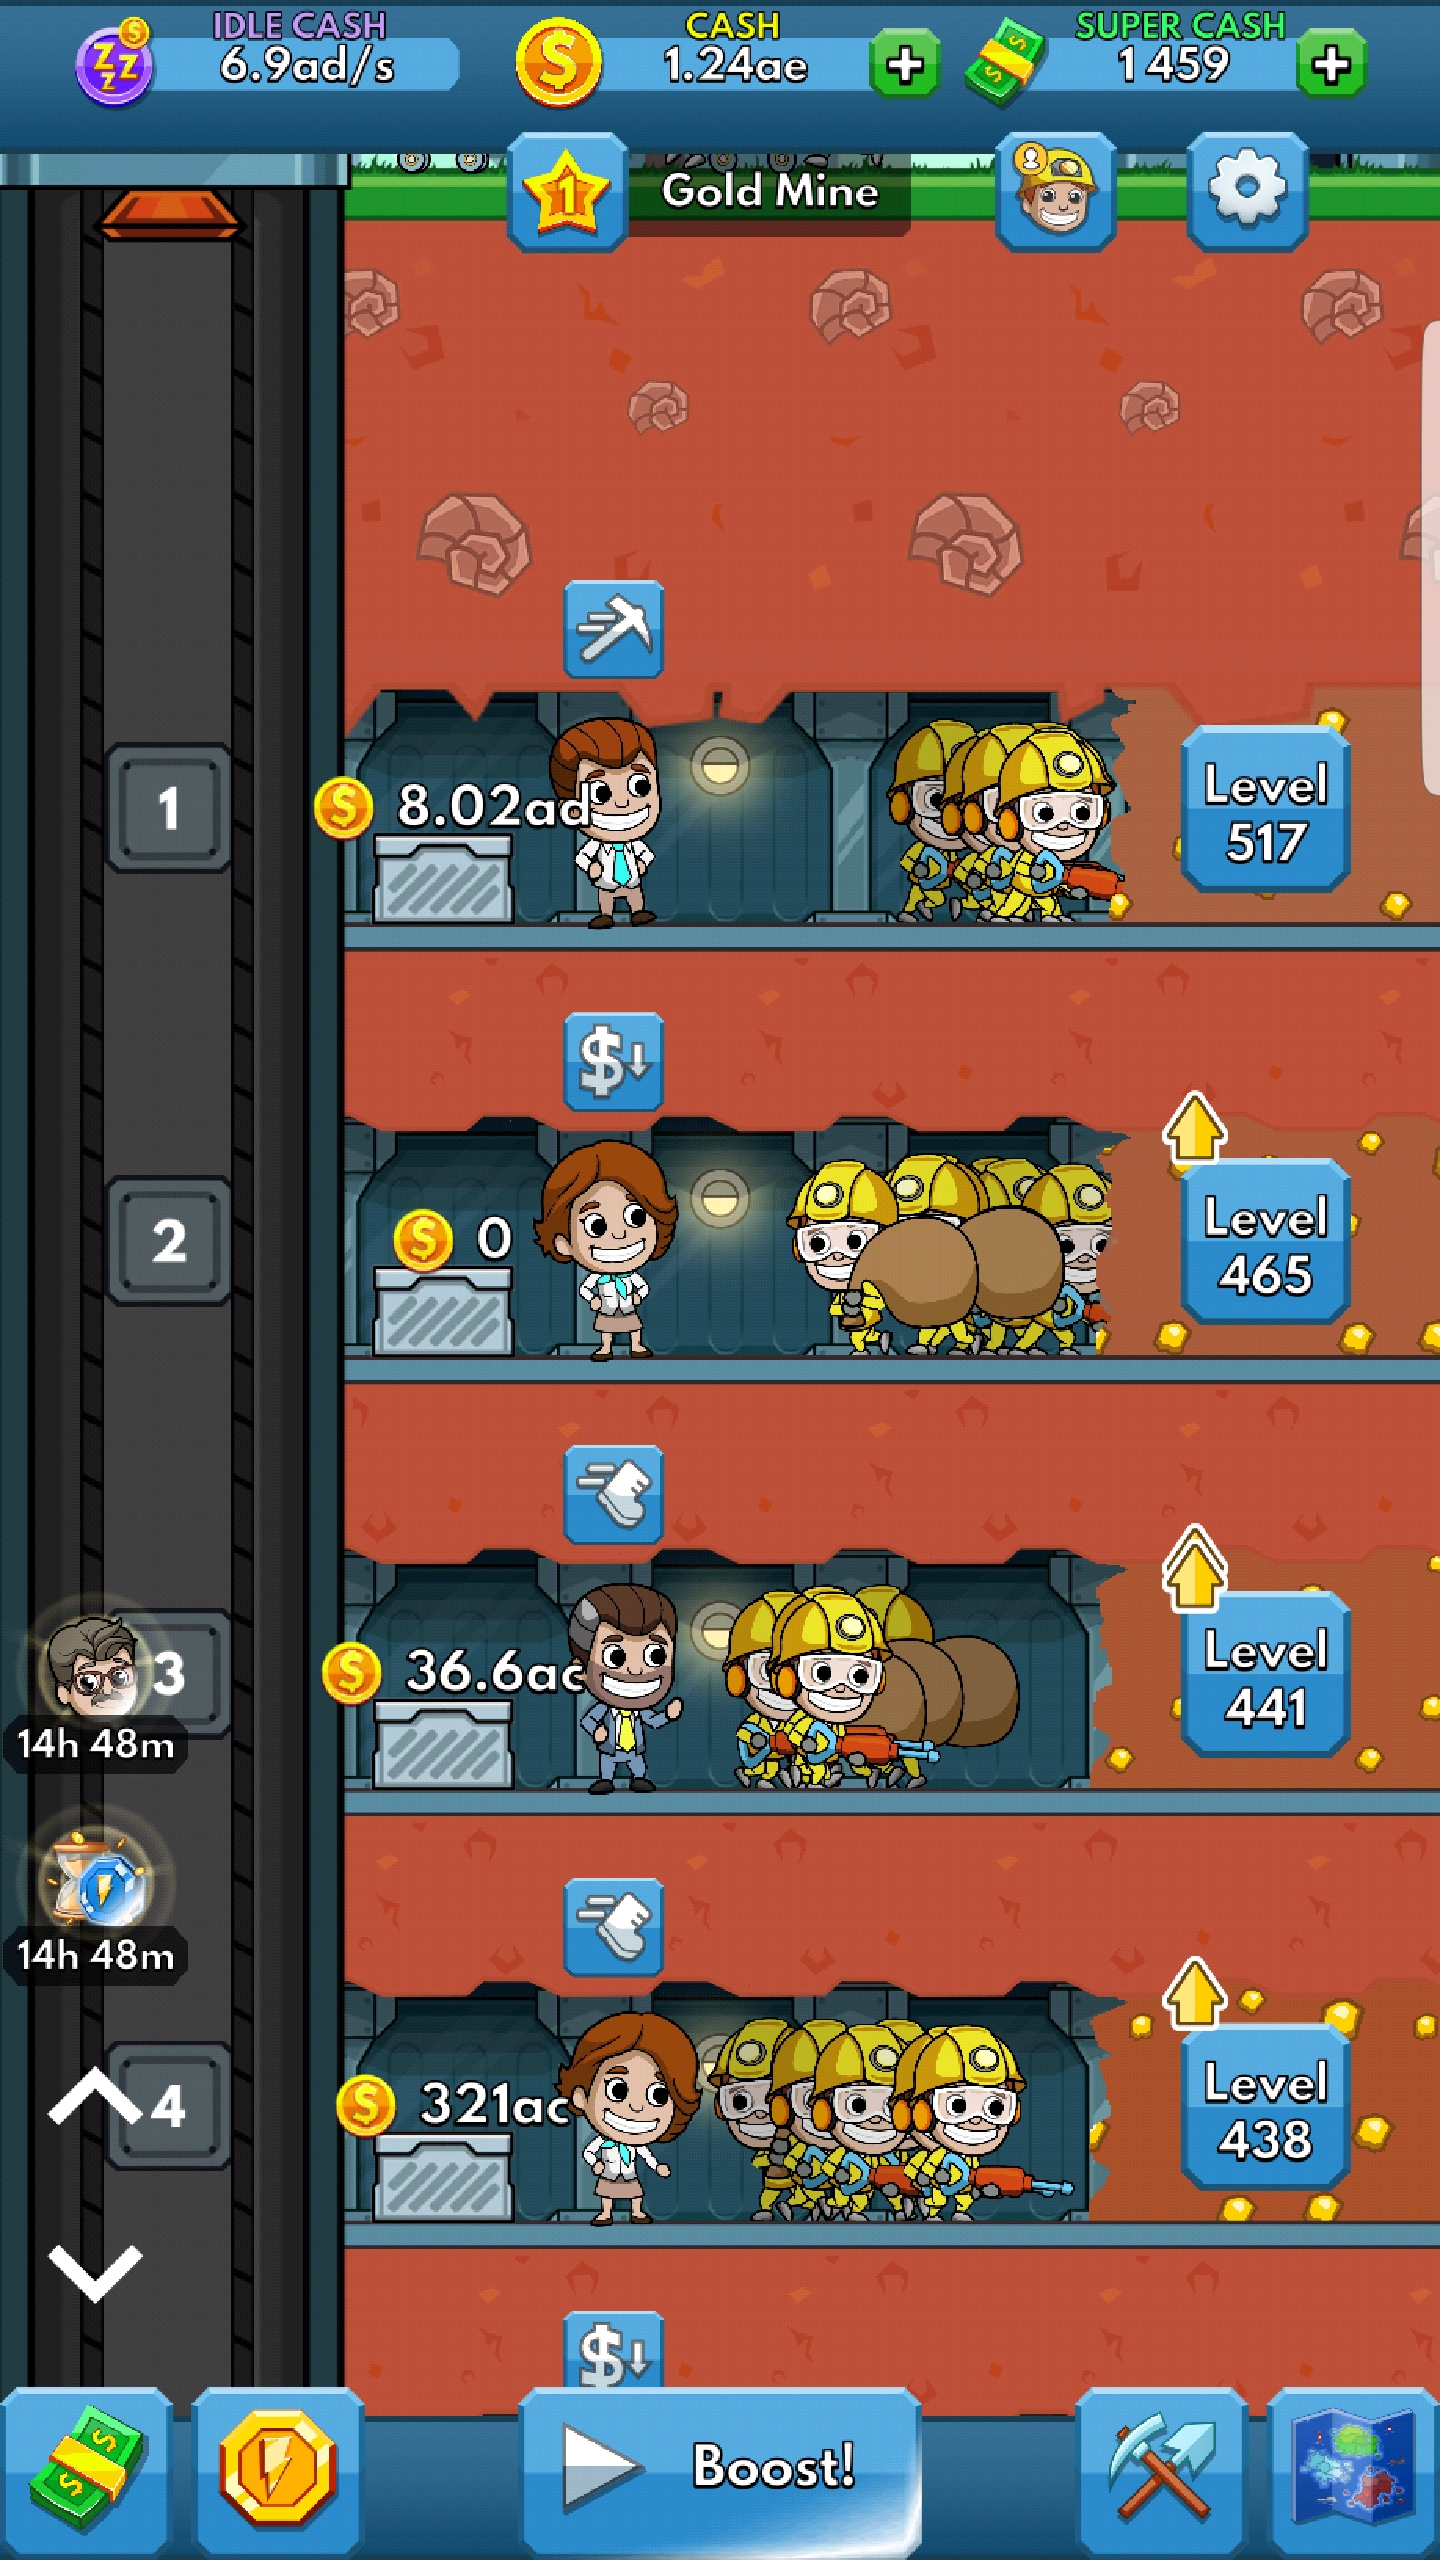 IDLE CASH
6.9ad/s
CASH
1.24ae
SUPER CASH
1459
1
Gold Mine
1
8.02ad
Level
517
2
0
Level
465
3
36.6ac
Level
441
14h 48m
14h 48m
4
321ac
Level
438
Boost!